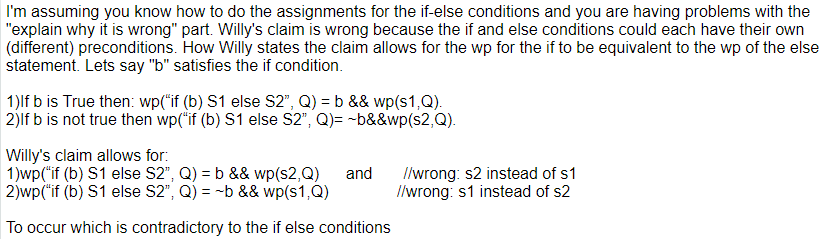 I'm assuming you know how to do the assignments for the if-else conditions and you are having problems with the
"explain why it is wrong" part. Willy's claim is wrong because the if and else conditions could each have their own
(different) preconditions. How Willy states the claim allows for the wp for the if to be equivalent to the wp of the else
statement. Lets say "b" satisfies the if condition.
1)If b is True then: wp(“if (b) S1 else S2”, Q) = b && wp(s1,Q).
2)If b is not true then wp(“if (b) S1 else S2”, Q)= ~b&&wp(s2,Q).
Willy's claim allows for:
1)wp(“if (b) S1 else S2”, Q) = b && wp(s2,Q) and //wrong: s2 instead of s1
2)wp(“if (b) S1 else S2”, Q) = ~b && wp(s1,Q) //wrong: s1 instead of s2
To occur which is contradictory to the if else conditions